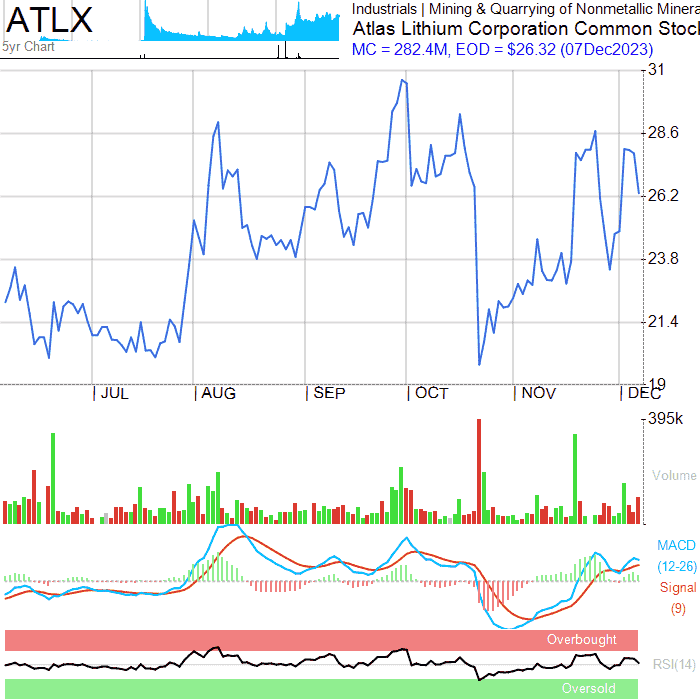 ATLX
5yr Chart
Industrials | Mining & Quarrying of Nonmetallic Minera
Atlas Lithium Corporation Common Stock
MC = 282.4M, EOD = $26.32 (07Dec2023)
31
28.6
26.2
23.8
21.4
19
JUL AUG SEP OCT NOV DEC
395k
Volume
MACD
(12-26)
Signal
(9)
Overbought
RSI(14)
Oversold